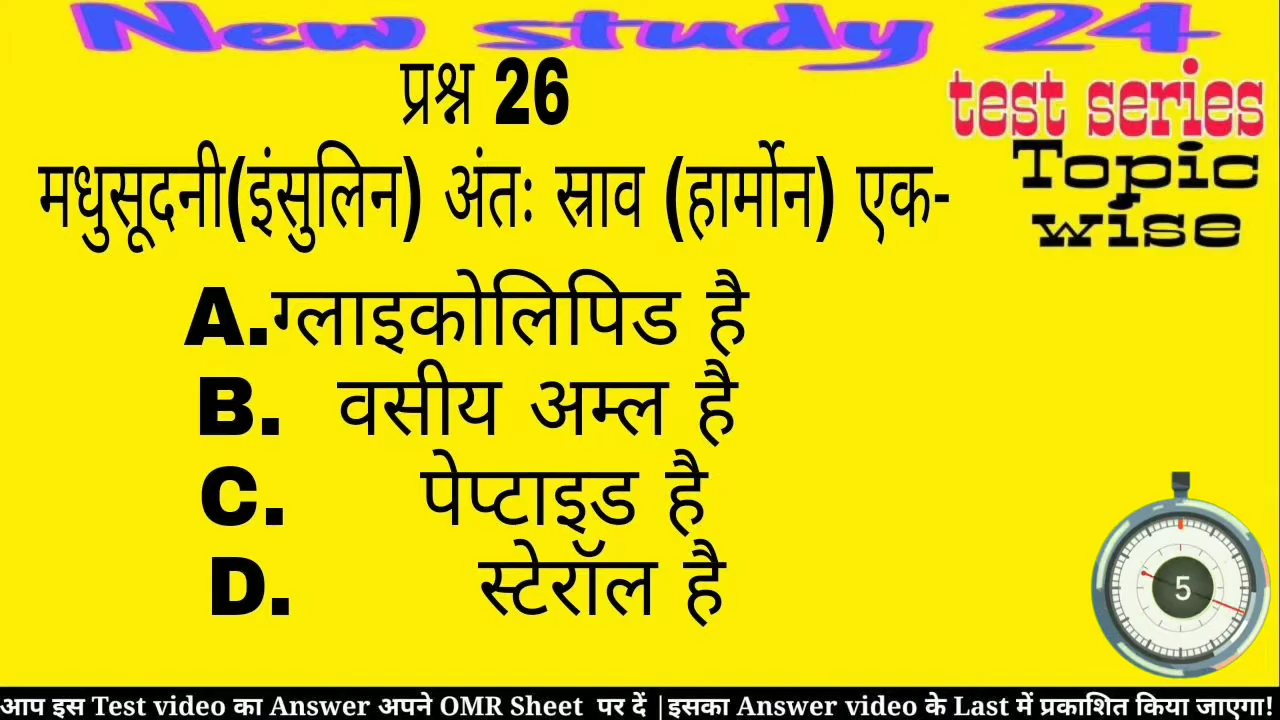 New study 24
test series
Topic
wise
प्रश्न 26
मधुसूदनी(इंसुलिन) अंतः स्राव (हार्मोन) एक-
A.ग्लाइकोलिपिड है
B. वसीय अम्ल है
C. पेप्टाइड है
D. स्टेरॉल है
5
आप इस Test video का Answer अपने OMR Sheet पर दें |इसका Answer video के Last में प्रकाशित किया जाएगा!